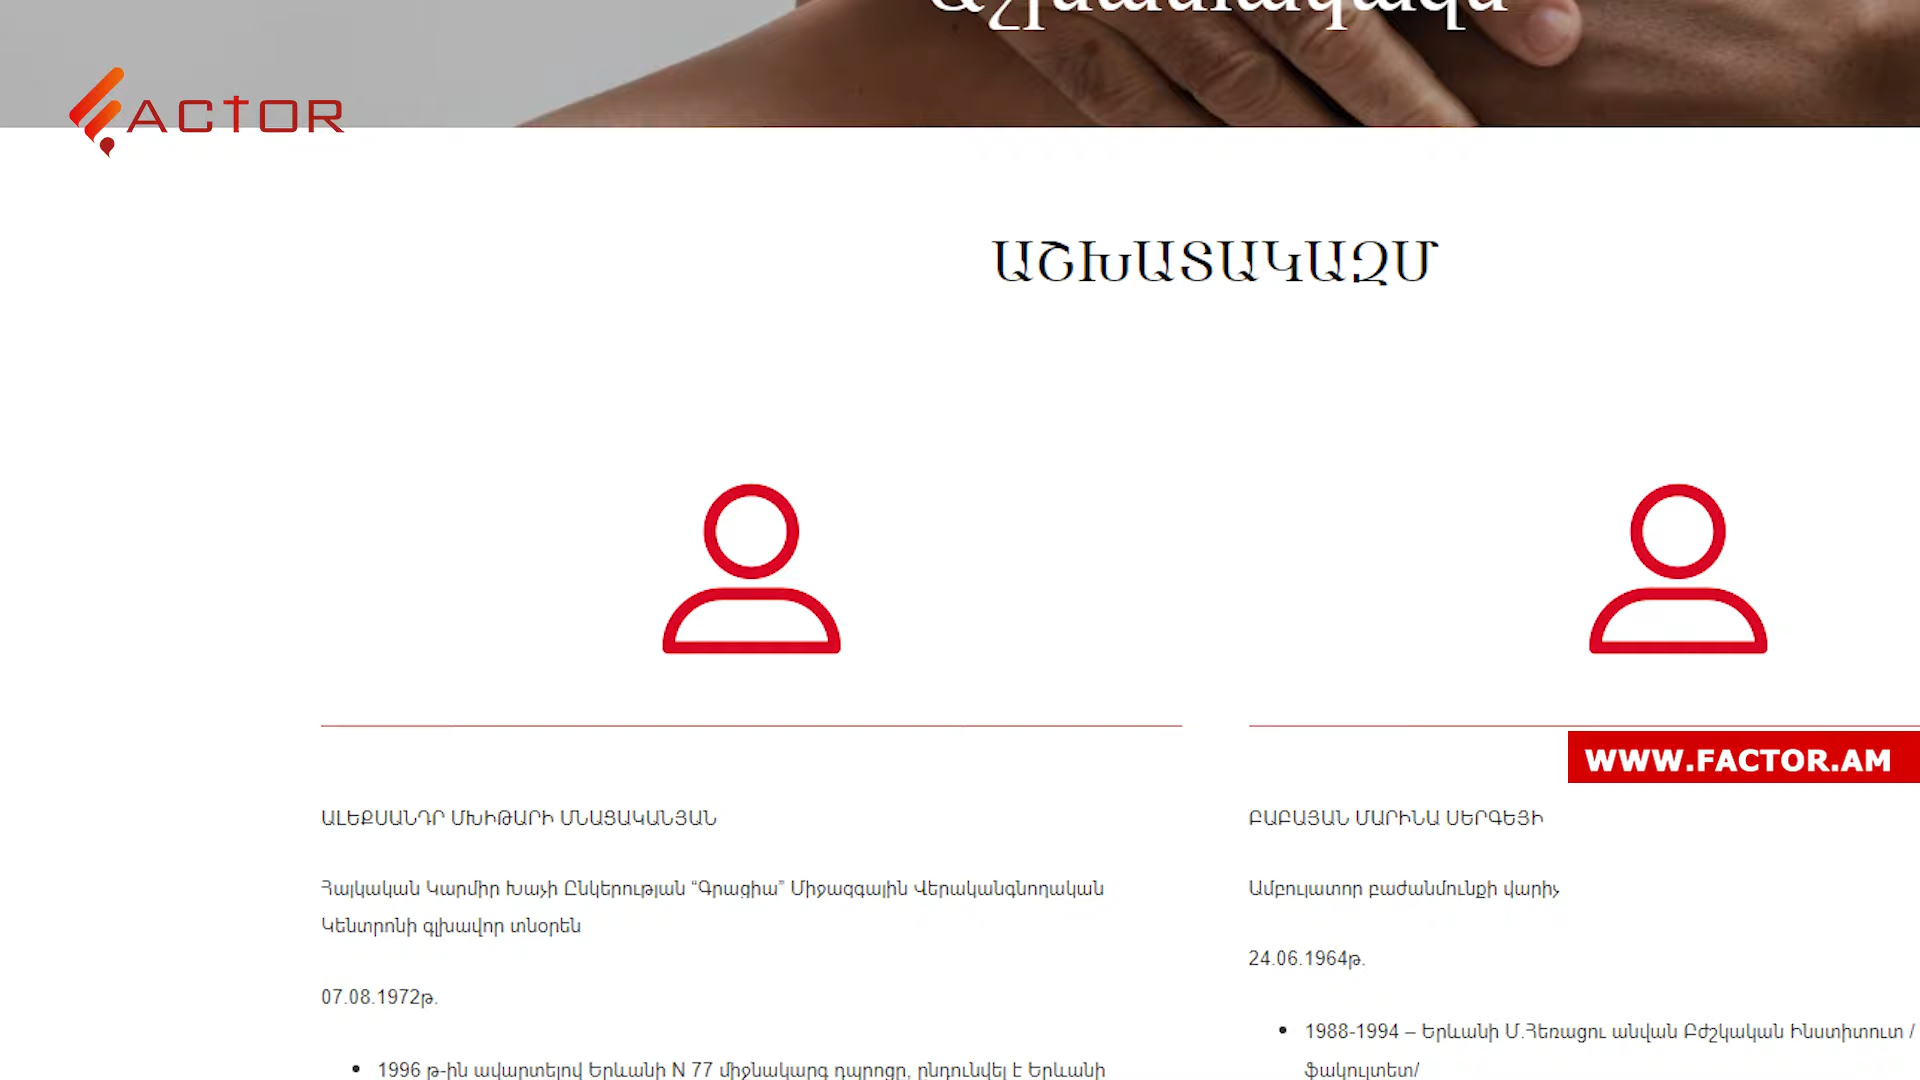 Աշխատակազմ
ACTOR
ԱՇԽԱՏԱԿԱԶՄ
WWW.FACTOR.AM
ԱԼԵՔՍԱՆԴՐ ՄԽԻԹԱՐԻ ՄՆԱՑԱԿԱՆՅԱՆ
Հայկական Կարմիր Խաչի Ընկերության “Գրացիա” Միջազգային Վերականգնողական
Կենտրոնի գլխավոր տնօրեն
07.08.1972թ.
• 1996 թ-ին ավարտելով Երևանի N 77 միջնակարգ դպրոցը, ընդունվել է Երևանի
ԲԱԲԱՅԱՆ ՄԱՐԻՆԱ ՍԵՐԳԵՅԻ
Ամբուլատոր բաժանմունքի վարիչ
24.06.1964թ.
• 1988-1994 – Երևանի Մ.Հեռացու անվան Բժշկական Ինստիտուտ /
ֆակուլտետ/